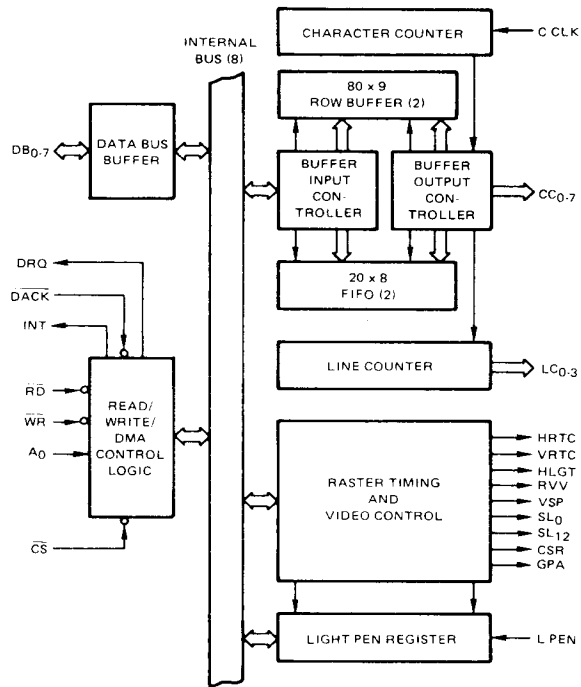 INTERNAL
BUS (8)
CHARACTER COUNTER
C CLK
80 x 9
ROW BUFFER (2)
DB0-7
DATA BUS
BUFFER
BUFFER
INPUT
CON-
TROLLER
BUFFER
OUTPUT
CON-
TROLLER
CC0-7
20 x 8
FIFO (2)
DRQ
DACK
INT
RD
WR
A0
CS
READ/
WRITE/
DMA
CONTROL
LOGIC
LINE COUNTER
LC0-3
RASTER TIMING
AND
VIDEO CONTROL
HRTC
VRTC
HLGT
RVV
VSP
SL0
SL12
CSR
GPA
LIGHT PEN REGISTER
L PEN